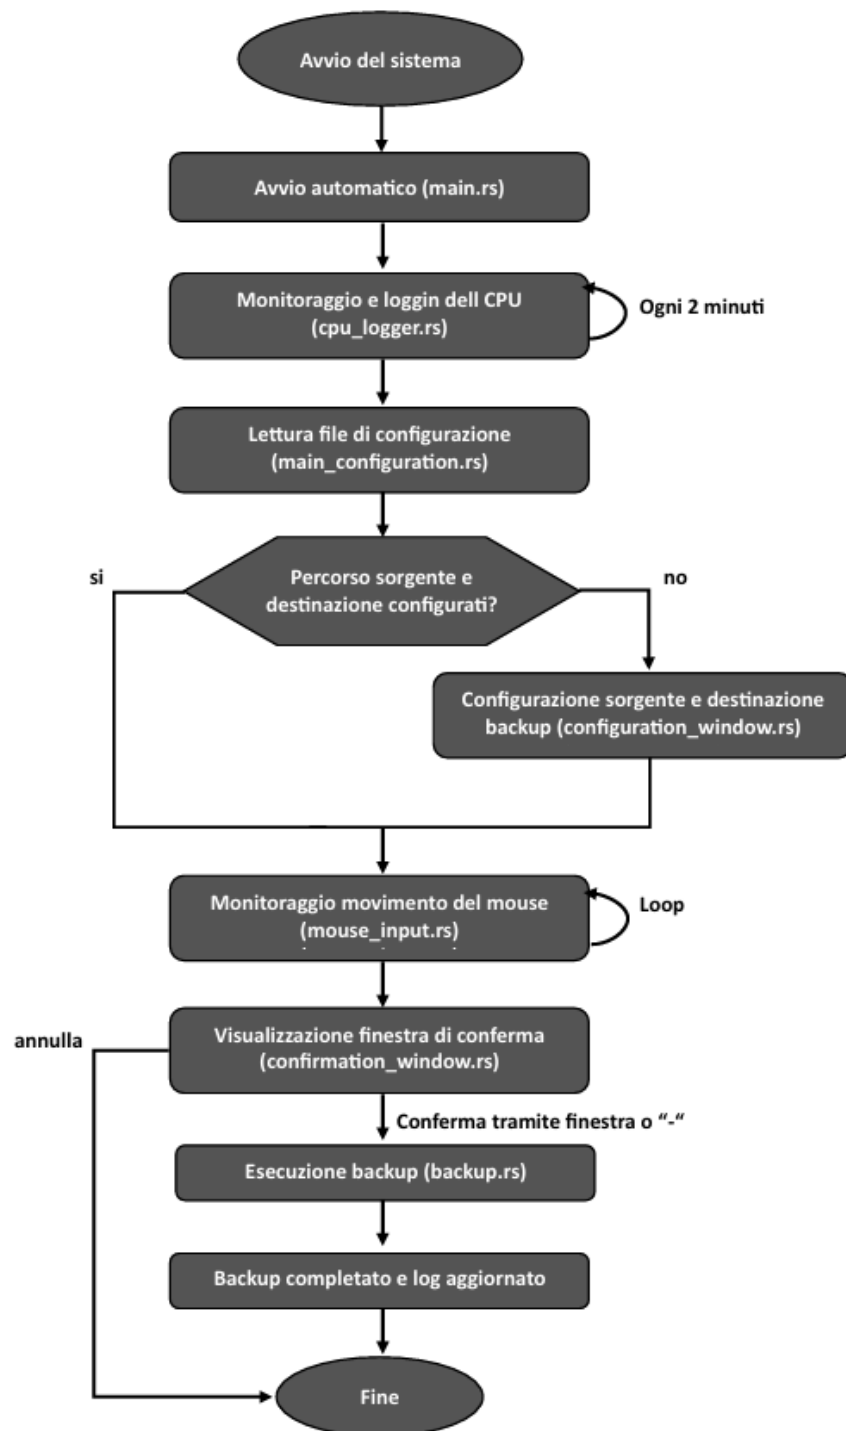 Avvio del sistema
Avvio automatico (main.rs)
Monitoraggio e loggin dell CPU
(cpu_logger.rs)
Ogni 2 minuti
Lettura file di configurazione
(main_configuration.rs)
si
Percorso sorgente e
destinazione configurati?
no
Configurazione sorgente e destinazione
backup (configuration_window.rs)
Monitoraggio movimento del mouse
(mouse_input.rs)
Loop
annulla
Visualizzazione finestra di conferma
(confirmation_window.rs)
Conferma tramite finestra o “-“
Esecuzione backup (backup.rs)
Backup completato e log aggiornato
Fine